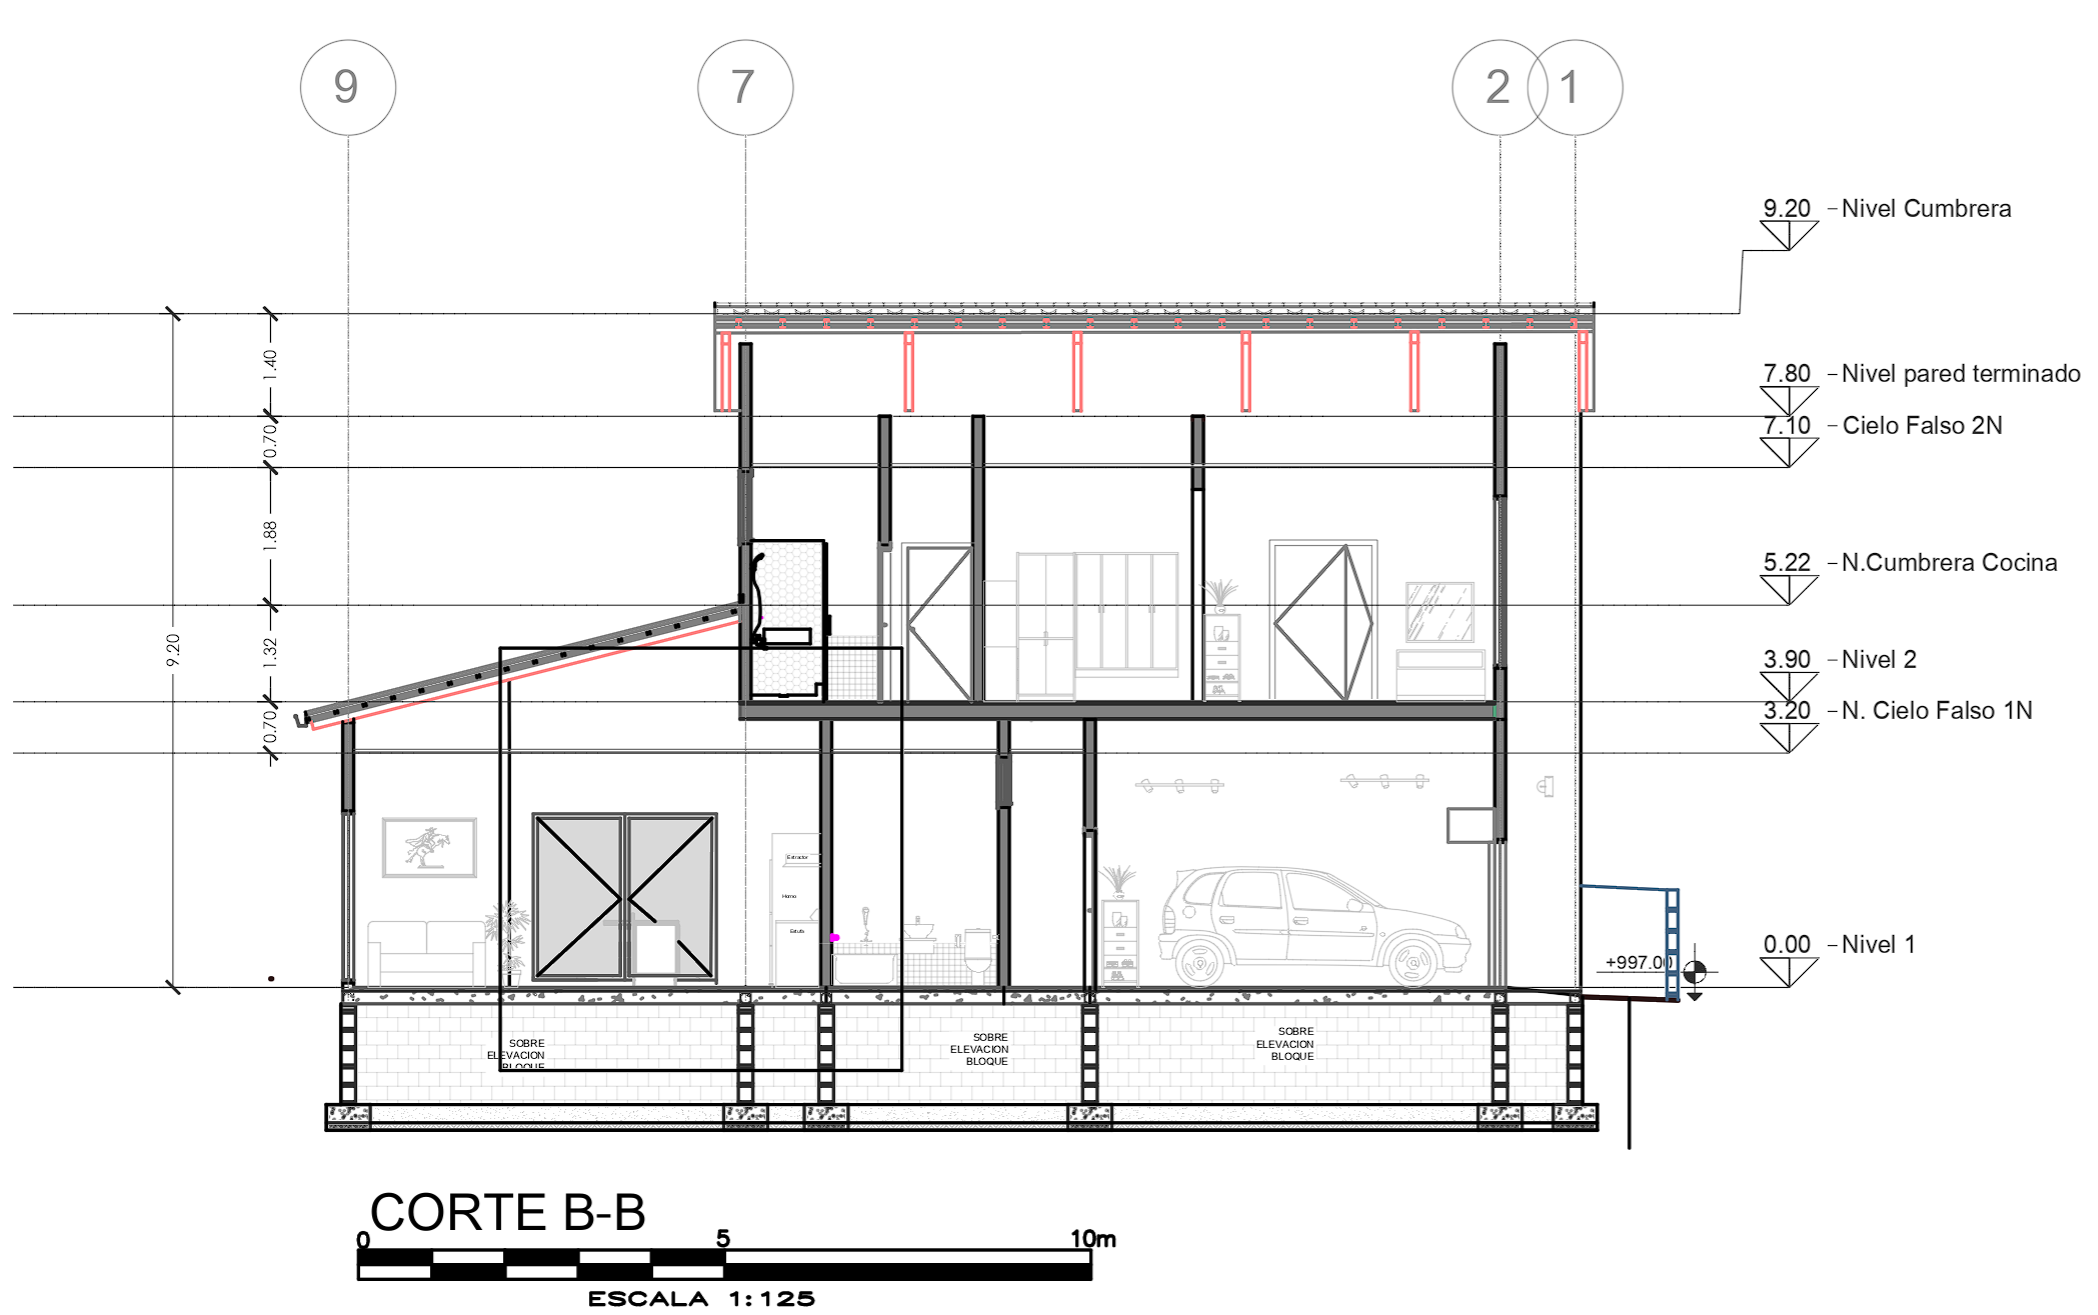 9
7
2
1
9.20 - Nivel Cumbrera
1.40
7.80 - Nivel pared terminado
0.70
7.10 - Cielo Falso 2N
1.88
5.22 - N.Cumbrera Cocina
9.20
1.32
3.90 - Nivel 2
0.70
3.20 - N. Cielo Falso 1N
Extractor
Horno
Estufa
0.00 - Nivel 1
+997.00
SOBRE
ELEVACION
BLOQUE
SOBRE
ELEVACION
BLOQUE
SOBRE
ELEVACION
BLOQUE
CORTE B-B
0 5 10m
ESCALA 1:125